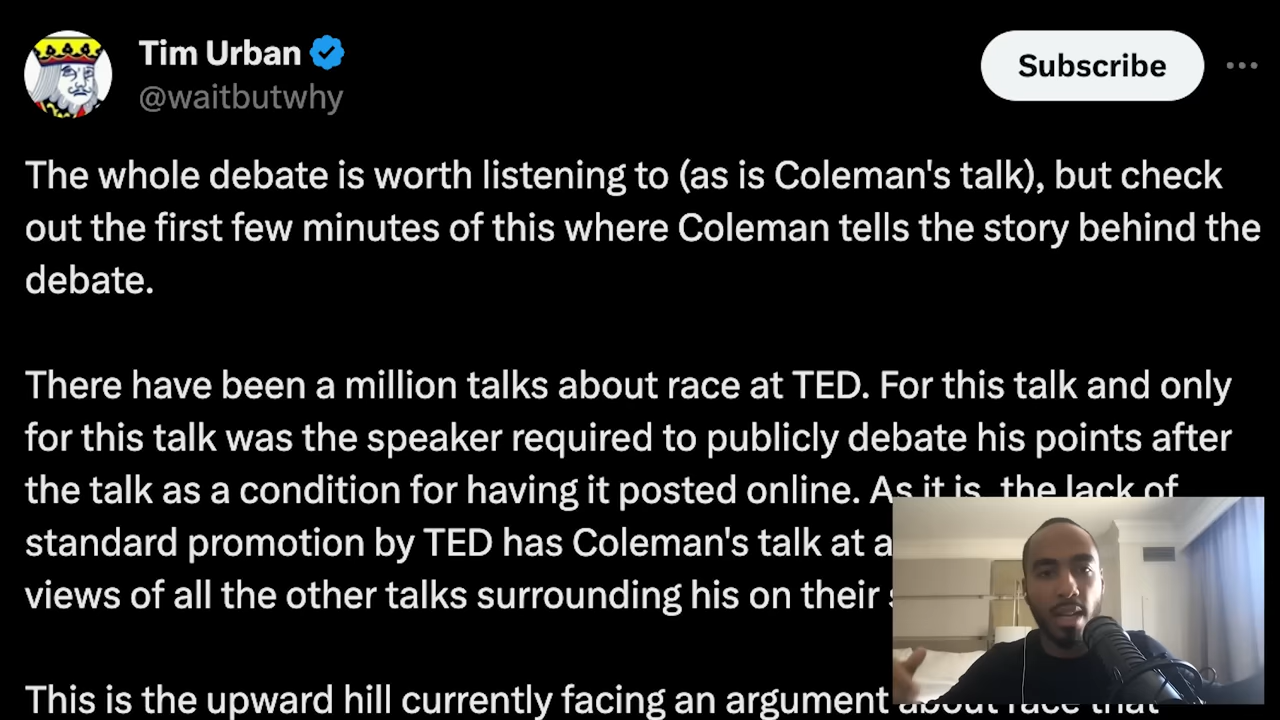 Tim Urban
@waitbutwhy
Subscribe
The whole debate is worth listening to (as is Coleman's talk), but check
out the first few minutes of this where Coleman tells the story behind the
debate.
There have been a million talks about race at TED. For this talk and only
for this talk was the speaker required to publicly debate his points after
the talk as a condition for having it posted online. As it is, the lack of
standard promotion by TED has Coleman's talk at a
views of all the other talks surrounding his on their
This is the upward hill currently facing an argument about race that